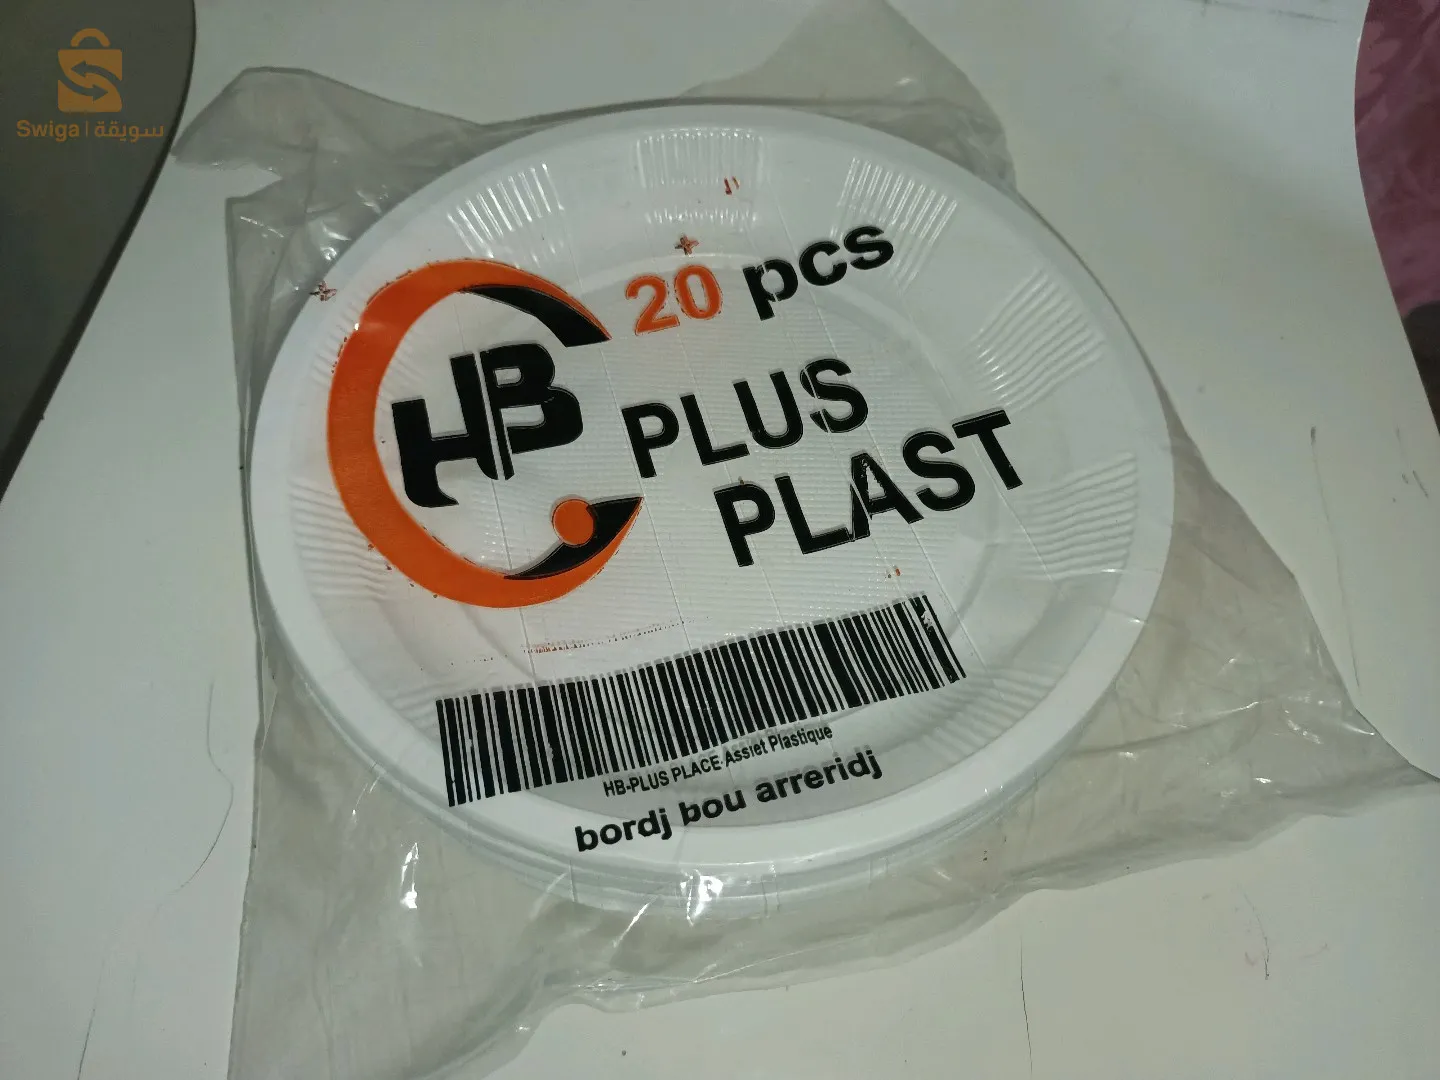 Swiga | سويقة
20 pcs
HB
PLUS
PLAST
HB-PLUS PLACE Assiet Plastique
bordj bou arreridj